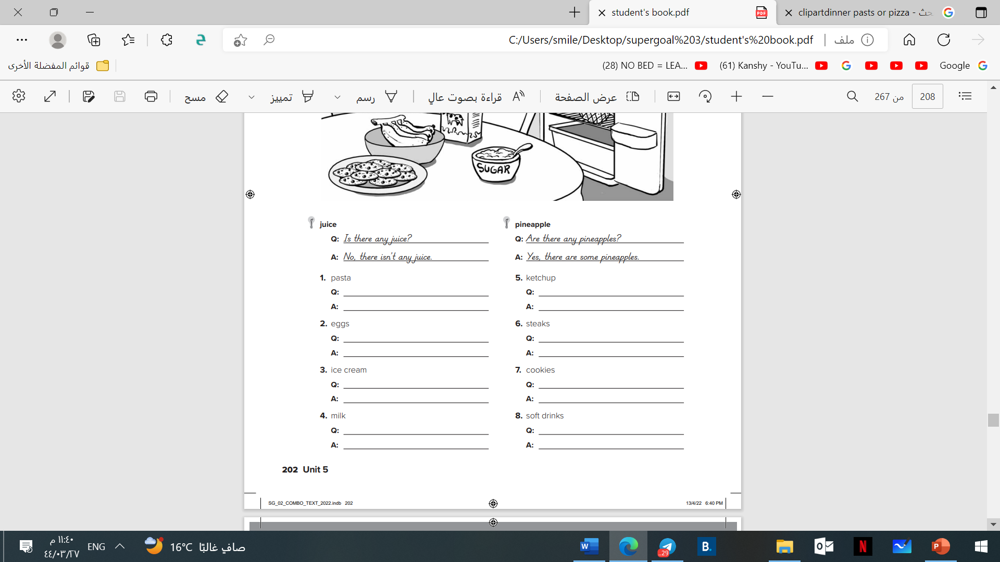 student's book.pdf
clipartdinner pasts or pizza -
C:/Users/smile/Desktop/supergoal%203/student's%20book.pdf
ملف
قوائم المفضلة الأخرى
(28) NO BED = LEA...
(61) Kanshy - YouTu...
Google
مسح
تمييز
رسم
قراءة بصوت عالٍ
عرض الصفحة
من 267
208
SUGAR
juice
Q: Is there any juice?
A: No, there isn't any juice.
1. pasta
Q:
A:
2. eggs
Q:
A:
3. ice cream
Q:
A:
4. milk
Q:
A:
pineapple
Q: Are there any pineapples?
A: Yes, there are some pineapples.
5. ketchup
Q:
A:
6. steaks
Q:
A:
7. cookies
Q:
A:
8. soft drinks
Q:
A:
202 Unit 5
SG_02_COMBO_TEXT_2022.indb 202
13/4/22 6:40 PM
١١:٤٠ م
٤٤/٠٣/٢٧
ENG
16°C صافٍ غالبًا
..29
B.